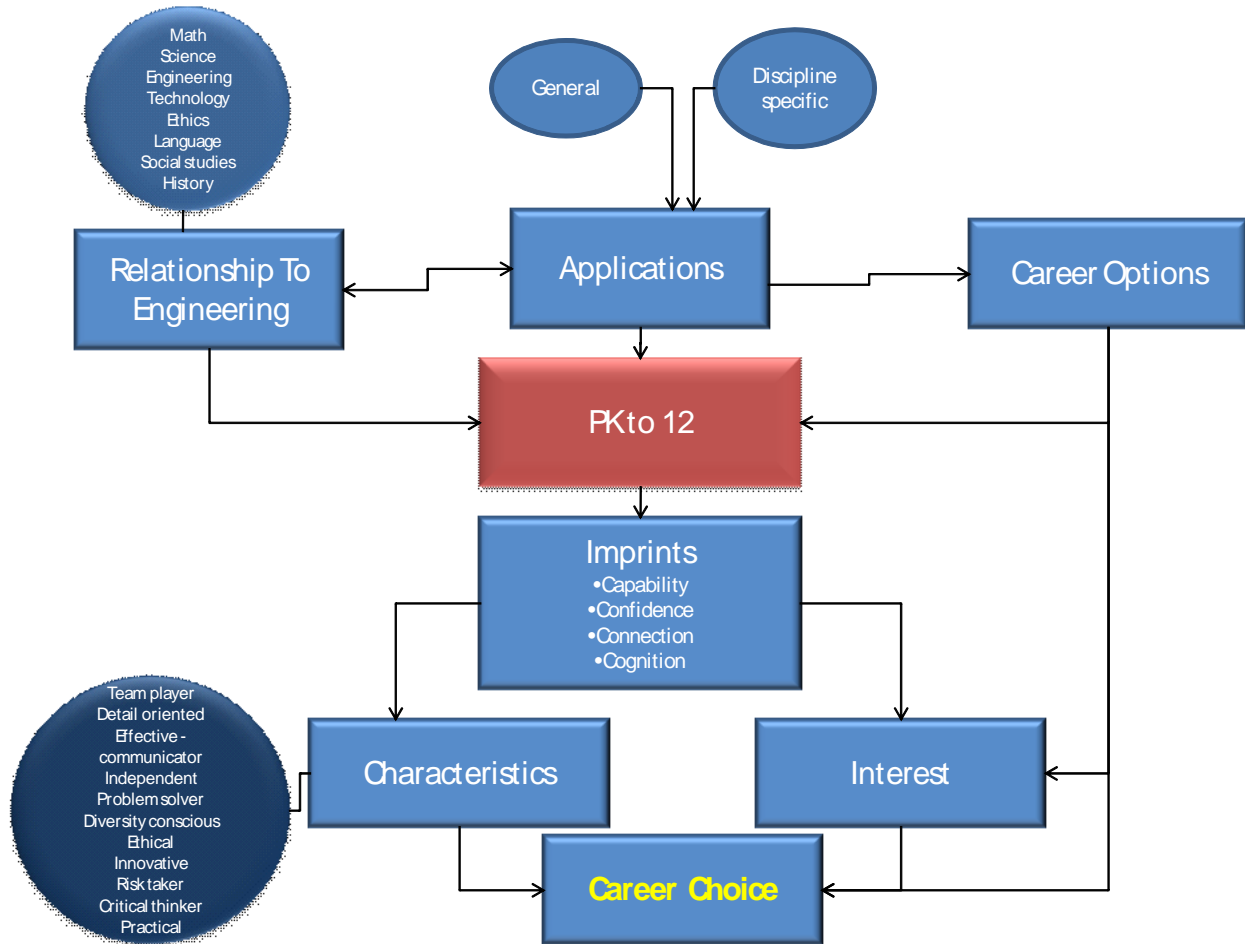 Math
Science
Engineering
Technology
Ethics
Language
Social studies
History
General
Discipline
specific
Relationship To
Engineering
Applications
Career Options
PK to 12
Imprints
•Capability
•Confidence
•Connection
•Cognition
Team player
Detail oriented
Effective -
communicator
Independent
Problem solver
Diversity conscious
Ethical
Innovative
Risk taker
Critical thinker
Practical
Characteristics
Interest
Career Choice